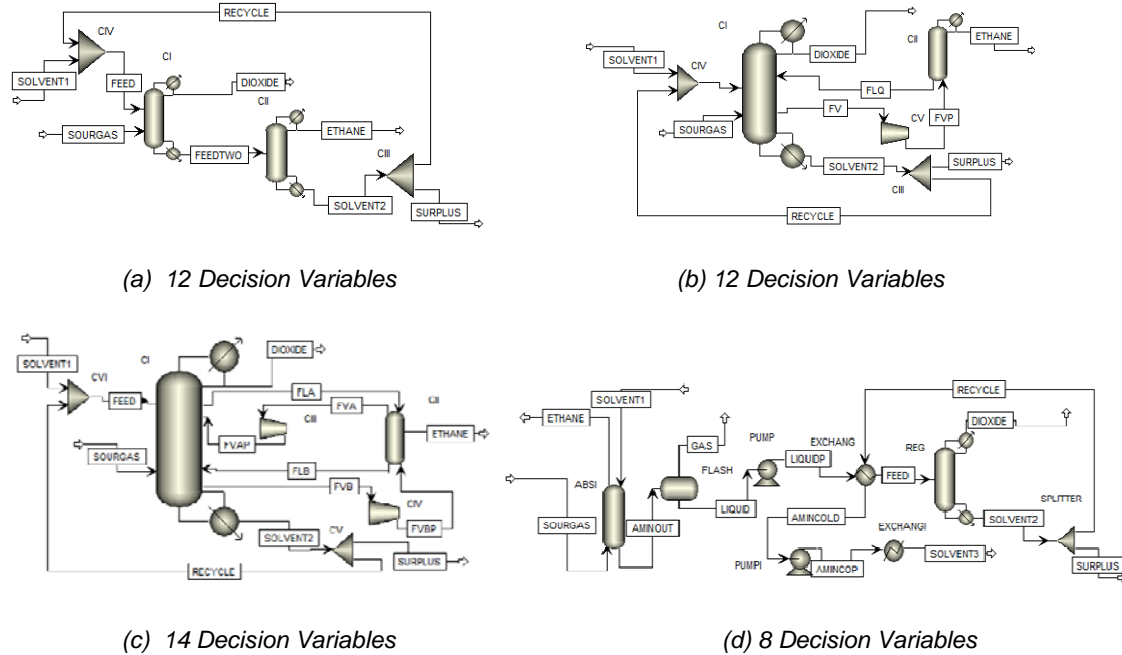 RECYCLE
CIV
CI
SOLVENT1
FEED
DIOXIDE
CII
SOURGAS
ETHANE
FEEDTWO
CIII
SOLVENT2
SURPLUS
(a) 12 Decision Variables
CI
CII
ETHANE
SOLVENT1
DIOXIDE
CIV
FLQ
FV
CV
FVP
SOURGAS
SOLVENT2
SURPLUS
CIII
RECYCLE
(b) 12 Decision Variables
CI
DIOXIDE
SOLVENT1
CVI
FEED
FLA
FVA
CII
CIII
ETHANE
FVAP
SOURGAS
FLB
FVB
CIV
FVBP
SOLVENT2
CV
SURPLUS
RECYCLE
(c) 14 Decision Variables
RECYCLE
SOLVENT1
ETHANE
DIOXIDE
GAS
PUMP
EXCHANG
REG
FLASH
LIQUIDP
FEED
ABSI
LIQUID
SPLITTER
SOURGAS
AMINOUT
AMINCOLD
EXCHANGI
SOLVENT2
SOLVENT3
PUMPI
AMINCOP
SURPLUS
(d) 8 Decision Variables